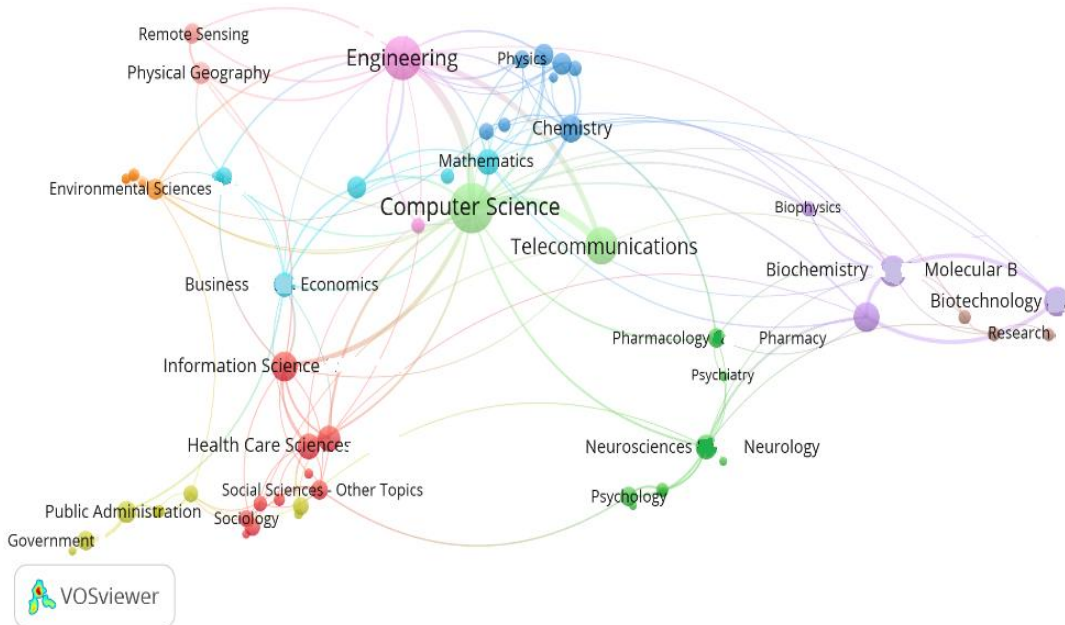 Remote Sensing
Engineering
Physics
Physical Geography
Chemistry
Mathematics
Environmental Sciences
Computer Science
Biophysics
Telecommunications
Biochemistry Molecular B
Business Economics
Biotechnology
Research
Pharmacology & Pharmacy
Information Science
Psychiatry
Health Care Sciences
Neurosciences Neurology
Social Sciences - Other Topics
Psychology
Public Administration
Sociology
Government
VOSviewer